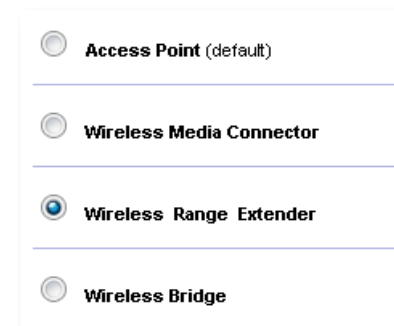 Access Point (default)
Wireless Media Connector
Wireless Range Extender
Wireless Bridge